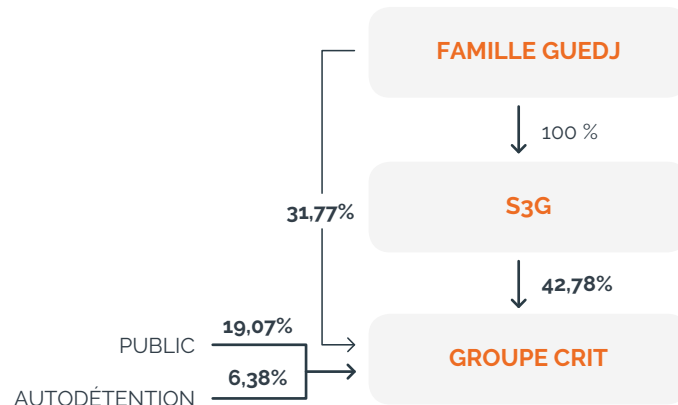 FAMILLE GUEDJ
100 %
S3G
31,77%
42,78%
19,07%
PUBLIC
GROUPE CRIT
6,38%
AUTODÉTENTION